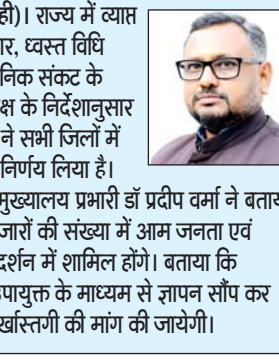 ही)। राज्य में व्याप्त
ार, ध्वस्त विधि
निक संकट के
क्ष के निर्देशानुसार
ने सभी जिलों में
निर्णय लिया है।
मुख्यालय प्रभारी डॉ प्रदीप वर्मा ने बताय
जारों की संख्या में आम जनता एवं
दर्शन में शामिल होंगे। बताया कि
पायुक्त के माध्यम से ज्ञापन सौंप कर
र्खास्तगी की मांग की जायेगी।